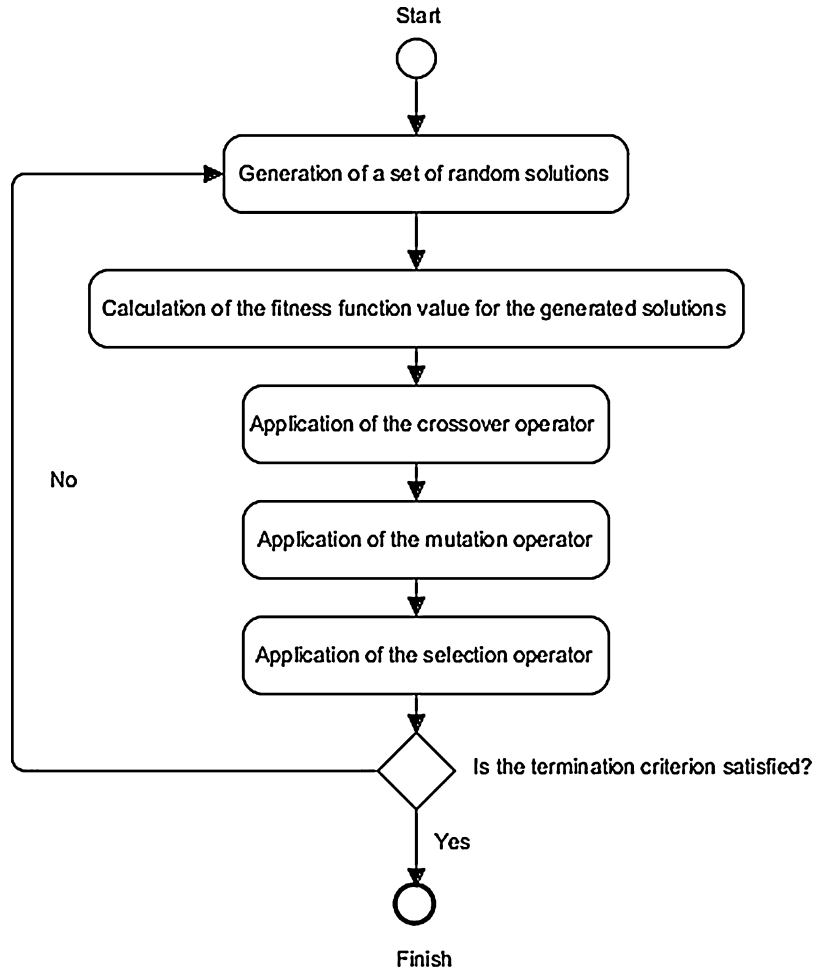 Start
Generation of a set of random solutions
Calculation of the fitness function value for the generated solutions
Application of the crossover operator
No
Application of the mutation operator
Application of the selection operator
Is the termination criterion satisfied?
Yes
Finish